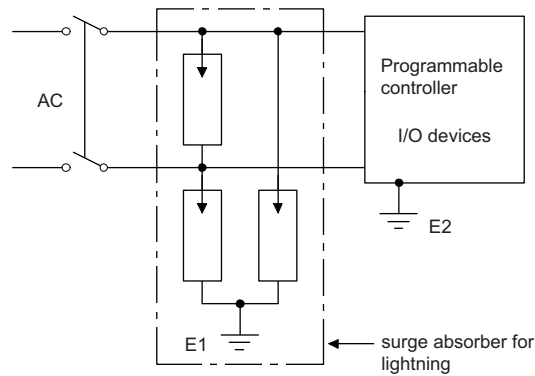 Programmable
controller
AC
I/O devices
E2
E1
surge absorber for
lightning